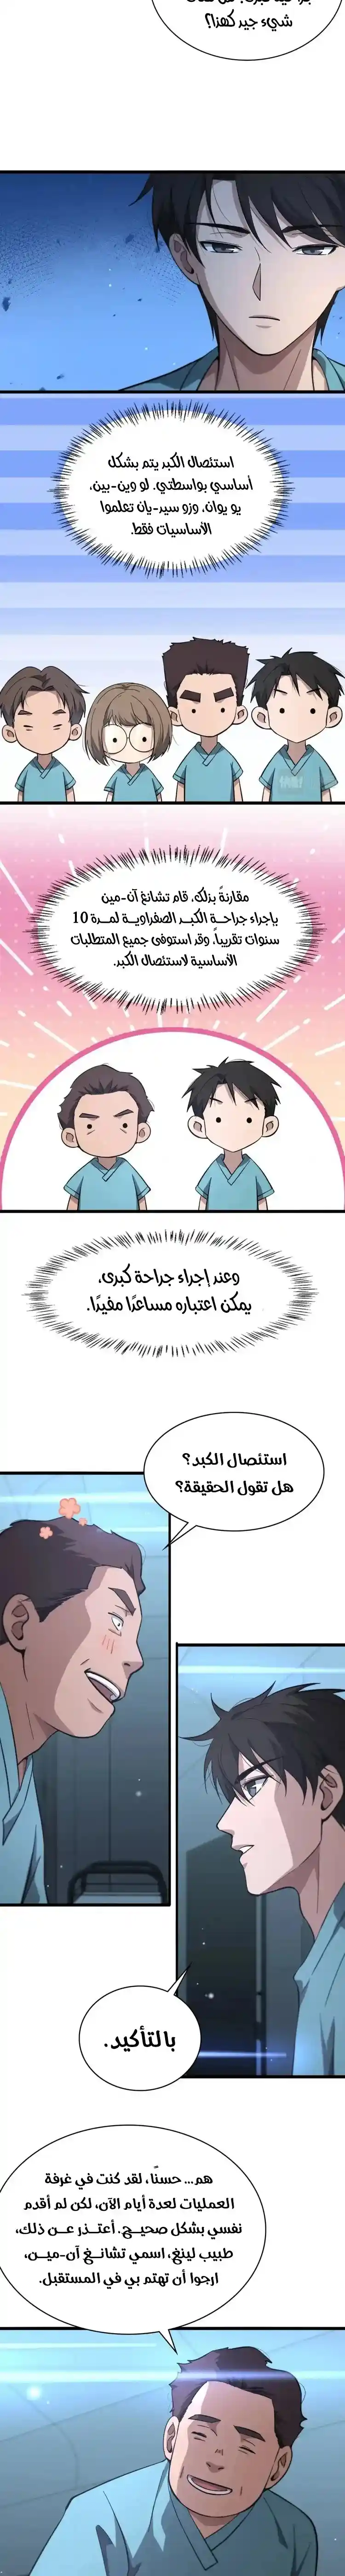 شيء جيد كهذا؟
استئصال الكبد يتم بشكل
أساسي بواسطتي. لو وين-بين،
يو يوان، وزو سير-يان تعلموا
الأساسيات فقط.
مقارنةً بذلك، قام تشانغ آن-مين
بإجراء جراحة الكبد الصفراوية لمدة 10
سنوات تقريباً، وقد استوفى جميع المتطلبات
الأساسية لاستئصال الكبد.
وعند إجراء جراحة كبرى،
يمكن اعتباره مساعدًا مفيدًا.
استئصال الكبد؟
هل تقول الحقيقة؟
بالتأكيد.
هم... حسنًا، لقد كنت في غرفة
العمليات لعدة أيام الآن، لكن لم أقدم
نفسي بشكل صحيح. أعتذر عن ذلك،
طبيب لينغ، اسمي تشانغ آن-مين،
ارجوا أن تهتم بي في المستقبل.